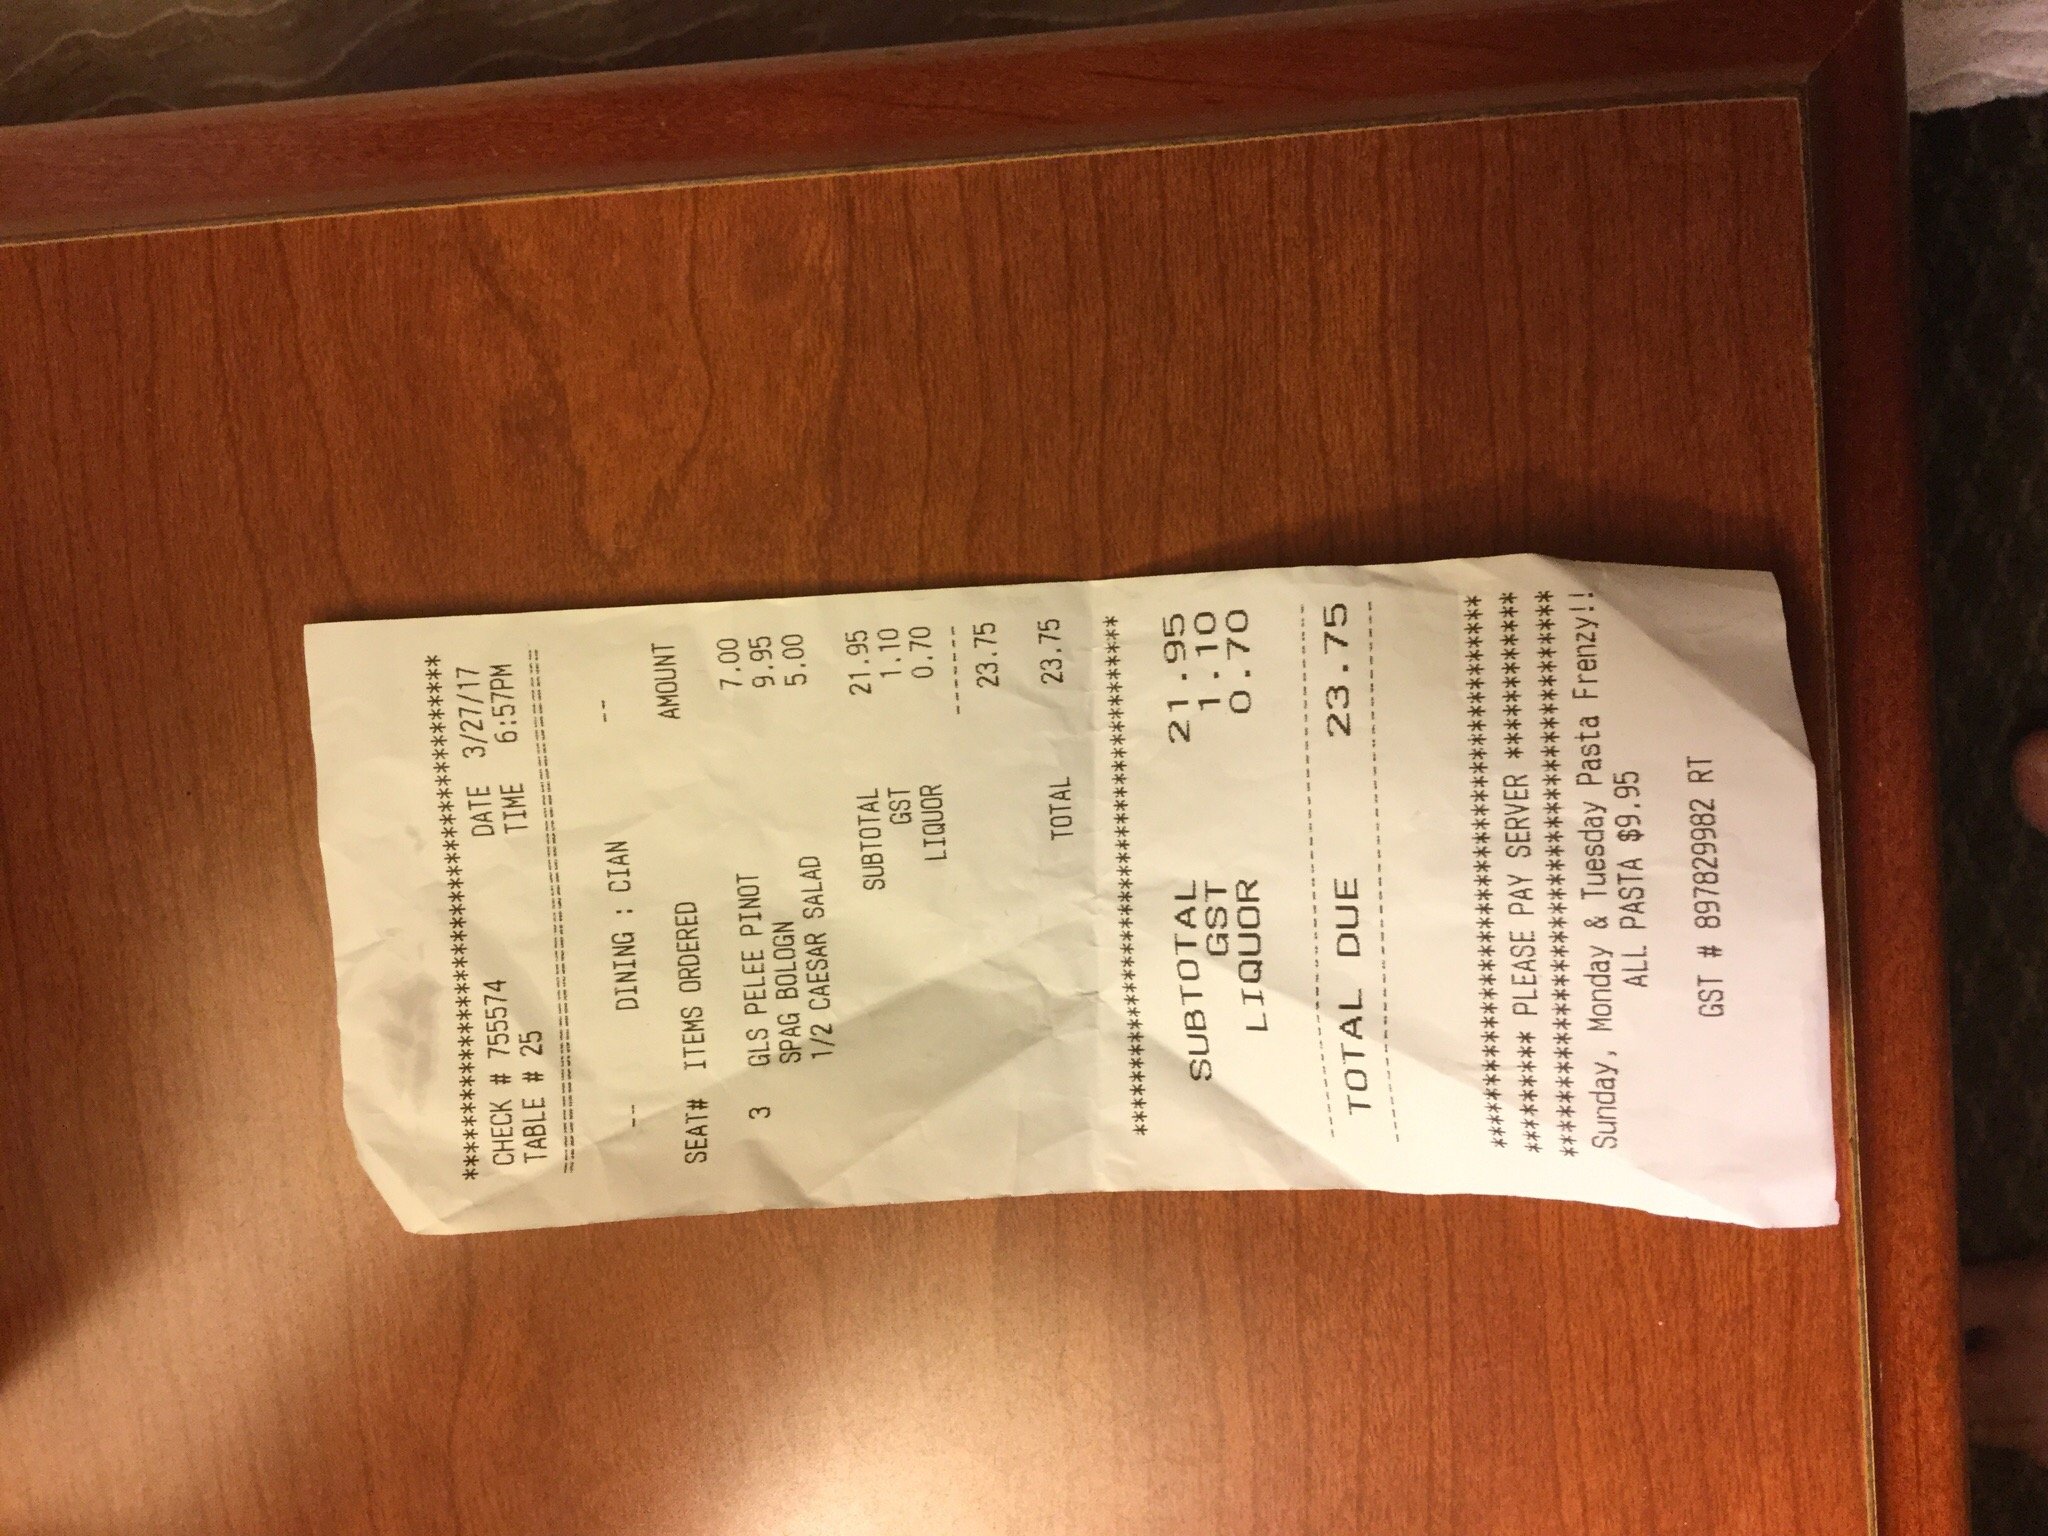 ****************************************
CHECK # 755574 DATE 3/27/17
TABLE # 25 TIME 6:57PM
========================================
-- DINING : CIAN --
SEAT# ITEMS ORDERED AMOUNT
3 GLS PELEE PINOT 7.00
SPAG BOLOGN 9.95
1/2 CAESAR SALAD 5.00
SUBTOTAL 21.95
GST 1.10
LIQUOR 0.70
------
23.75
TOTAL 23.75
****************************************
SUBTOTAL 21.95
GST 1.10
LIQUOR 0.70
----------------------------------------
TOTAL DUE 23.75
----------------------------------------
****************************************
********* PLEASE PAY SERVER ***********
****************************************
Sunday, Monday & Tuesday Pasta Frenzy!!
ALL PASTA $9.95
GST # 897829982 RT